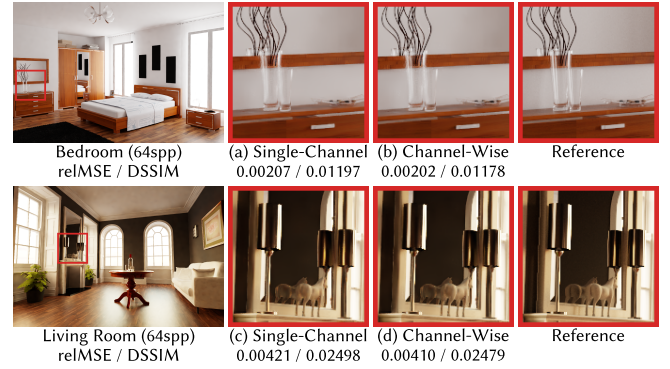 Bedroom (64spp)
relMSE / DSSIM
(a) Single-Channel
0.00207 / 0.01197
(b) Channel-Wise
0.00202 / 0.01178
Reference
Living Room (64spp)
relMSE / DSSIM
(c) Single-Channel
0.00421 / 0.02498
(d) Channel-Wise
0.00410 / 0.02479
Reference